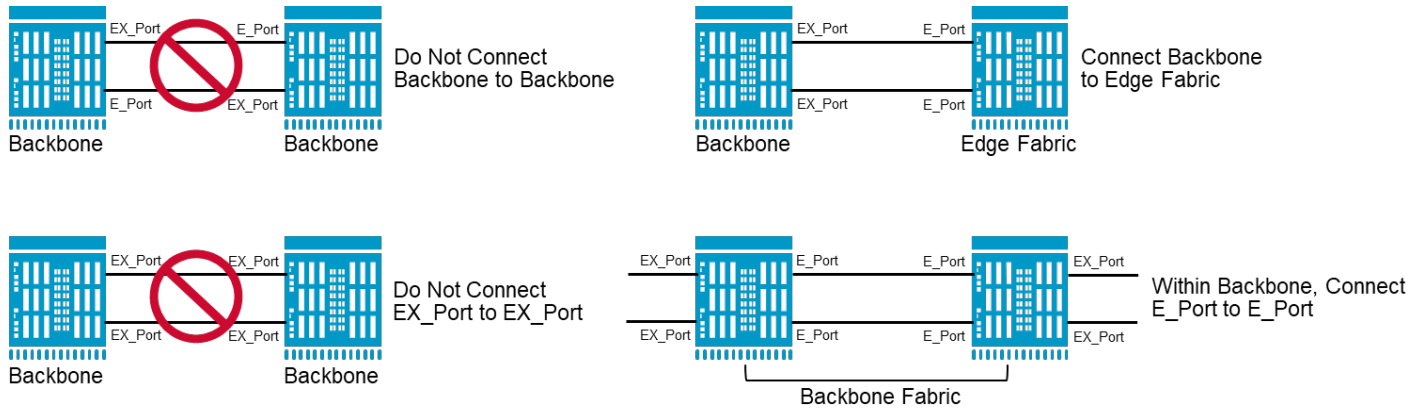 EX_Port E_Port
Do Not Connect
Backbone to Backbone
E_Port EX_Port
Backbone Backbone
EX_Port E_Port
Connect Backbone
to Edge Fabric
EX_Port E_Port
Backbone Edge Fabric
EX_Port EX_Port
Do Not Connect
EX_Port to EX_Port
EX_Port EX_Port
Backbone Backbone
EX_Port E_Port E_Port EX_Port
Within Backbone, Connect
E_Port to E_Port
EX_Port E_Port E_Port EX_Port
Backbone Fabric